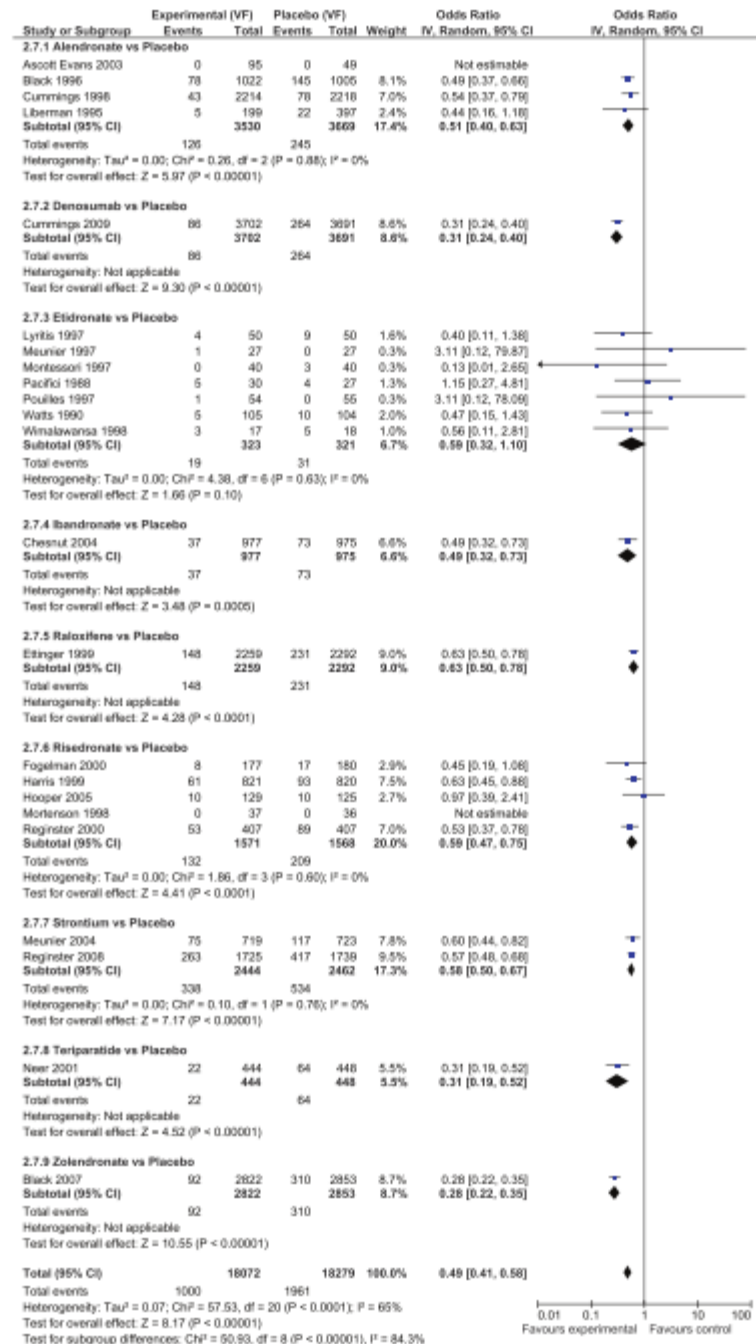 Experimental (VF) Placebo (VF) Odds Ratio Odds Ratio
Study or Subgroup Events Total Events Total Weight IV, Random, 95% CI IV, Random, 95% CI
2.7.1 Alendronate vs Placebo
Ascott Evans 2003 0 95 0 49 Not estimable
Black 1996 78 1022 145 1005 8.1% 0.49 [0.37, 0.66]
Cummings 1998 43 2214 78 2218 7.0% 0.54 [0.37, 0.79]
Liberman 1995 5 199 22 397 2.4% 0.44 [0.16, 1.18]
Subtotal (95% CI) 3530 3669 17.4% 0.51 [0.40, 0.63]
Total events 126 245
Heterogeneity: Tau² = 0.00; Chi² = 0.26, df = 2 (P = 0.88); I² = 0%
Test for overall effect: Z = 5.97 (P < 0.00001)
2.7.2 Denosumab vs Placebo
Cummings 2009 86 3702 264 3691 8.6% 0.31 [0.24, 0.40]
Subtotal (95% CI) 3702 3691 8.6% 0.31 [0.24, 0.40]
Total events 86 264
Heterogeneity: Not applicable
Test for overall effect: Z = 9.30 (P < 0.00001)
2.7.3 Etidronate vs Placebo
Lyritis 1997 4 50 9 50 1.6% 0.40 [0.11, 1.38]
Meunier 1997 1 27 0 27 0.3% 3.11 [0.12, 79.87]
Montessori 1997 0 40 3 40 0.3% 0.13 [0.01, 2.65]
Pacifici 1988 5 30 4 27 1.3% 1.15 [0.27, 4.81]
Pouilles 1997 1 54 0 55 0.3% 3.11 [0.12, 78.09]
Watts 1990 5 105 10 104 2.0% 0.47 [0.15, 1.43]
Wimalawansa 1998 3 17 5 18 1.0% 0.56 [0.11, 2.81]
Subtotal (95% CI) 323 321 6.7% 0.59 [0.32, 1.10]
Total events 19 31
Heterogeneity: Tau² = 0.00; Chi² = 4.38, df = 6 (P = 0.63); I² = 0%
Test for overall effect: Z = 1.66 (P = 0.10)
2.7.4 Ibandronate vs Placebo
Chesnut 2004 37 977 73 975 6.6% 0.49 [0.32, 0.73]
Subtotal (95% CI) 977 975 6.6% 0.49 [0.32, 0.73]
Total events 37 73
Heterogeneity: Not applicable
Test for overall effect: Z = 3.48 (P = 0.0005)
2.7.5 Raloxifene vs Placebo
Ettinger 1999 148 2259 231 2292 9.0% 0.63 [0.50, 0.78]
Subtotal (95% CI) 2259 2292 9.0% 0.63 [0.50, 0.78]
Total events 148 231
Heterogeneity: Not applicable
Test for overall effect: Z = 4.28 (P < 0.0001)
2.7.6 Risedronate vs Placebo
Fogelman 2000 8 177 17 180 2.9% 0.45 [0.19, 1.08]
Harris 1999 61 821 93 820 7.5% 0.63 [0.45, 0.88]
Hooper 2005 10 129 10 125 2.7% 0.97 [0.39, 2.41]
Mortenson 1998 0 37 0 36 Not estimable
Reginster 2000 53 407 89 407 7.0% 0.53 [0.37, 0.78]
Subtotal (95% CI) 1571 1568 20.0% 0.59 [0.47, 0.75]
Total events 132 209
Heterogeneity: Tau² = 0.00; Chi² = 1.86, df = 3 (P = 0.60); I² = 0%
Test for overall effect: Z = 4.41 (P < 0.0001)
2.7.7 Strontium vs Placebo
Meunier 2004 75 719 117 723 7.8% 0.60 [0.44, 0.82]
Reginster 2008 263 1725 417 1739 9.5% 0.57 [0.48, 0.68]
Subtotal (95% CI) 2444 2462 17.3% 0.58 [0.50, 0.67]
Total events 338 534
Heterogeneity: Tau² = 0.00; Chi² = 0.10, df = 1 (P = 0.76); I² = 0%
Test for overall effect: Z = 7.17 (P < 0.00001)
2.7.8 Teriparatide vs Placebo
Neer 2001 22 444 64 448 5.5% 0.31 [0.19, 0.52]
Subtotal (95% CI) 444 448 5.5% 0.31 [0.19, 0.52]
Total events 22 64
Heterogeneity: Not applicable
Test for overall effect: Z = 4.52 (P < 0.00001)
2.7.9 Zolendronate vs Placebo
Black 2007 92 2822 310 2853 8.7% 0.28 [0.22, 0.35]
Subtotal (95% CI) 2822 2853 8.7% 0.28 [0.22, 0.35]
Total events 92 310
Heterogeneity: Not applicable
Test for overall effect: Z = 10.55 (P < 0.00001)
Total (95% CI) 18072 18279 100.0% 0.49 [0.41, 0.58]
Total events 1000 1961
Heterogeneity: Tau² = 0.07; Chi² = 57.53, df = 20 (P < 0.0001); I² = 65%
Test for overall effect: Z = 8.17 (P < 0.00001)
Test for subgroup differences: Chi² = 50.93, df = 8 (P < 0.00001), I² = 84.3%
0.01 0.1 1 10 100
Favours experimental Favours control